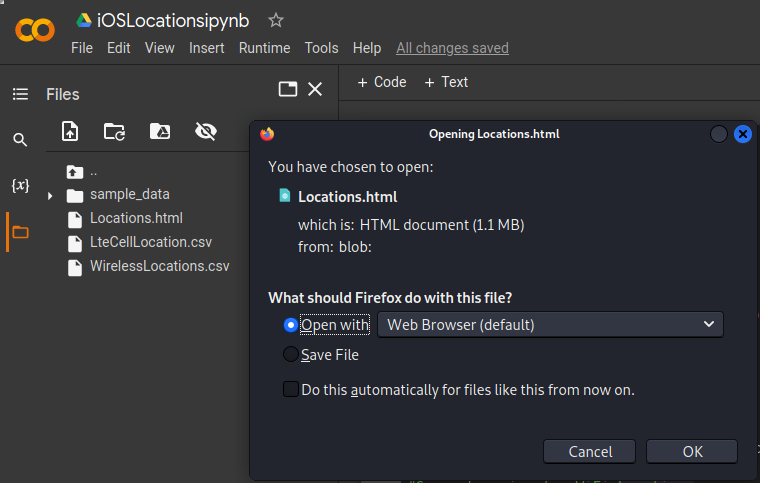 iOSLocationsipynb
File Edit View Insert Runtime Tools Help All changes saved
Files
+ Code + Text
{x}
..
sample_data
Locations.html
LteCellLocation.csv
WirelessLocations.csv
Opening Locations.html
You have chosen to open:
Locations.html
which is: HTML document (1.1 MB)
from: blob:
What should Firefox do with this file?
Open with Web Browser (default)
Save File
Do this automatically for files like this from now on.
Cancel OK